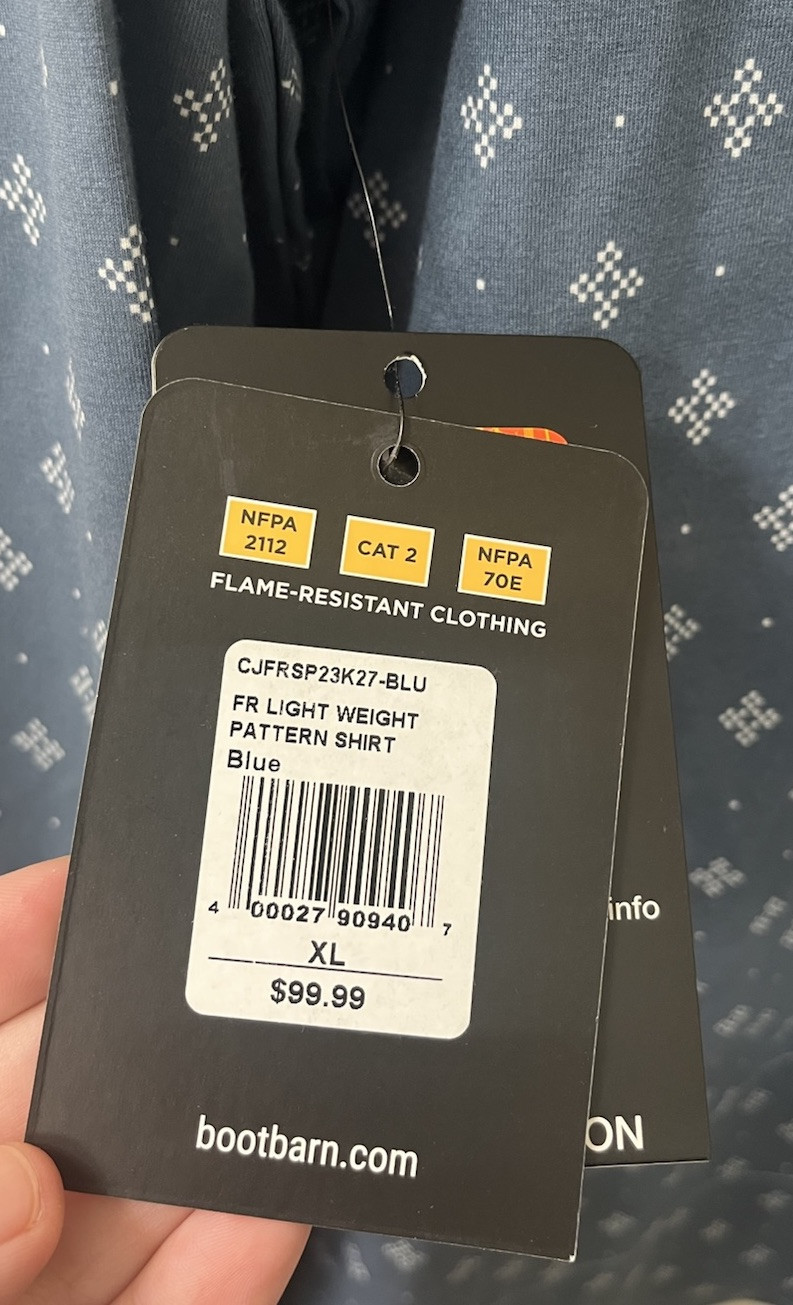 NFPA
2112
CAT 2
NFPA
70E
FLAME-RESISTANT CLOTHING
CJFRSP23K27-BLU
FR LIGHT WEIGHT
PATTERN SHIRT
Blue
4 00027 90940 7
XL
$99.99
info
ON
bootbarn.com